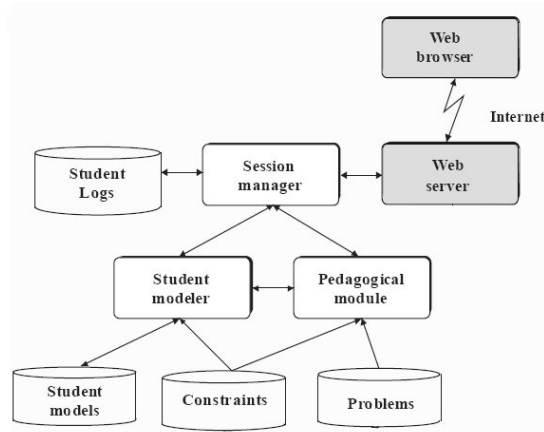 Web
browser
Internet
Student
Logs
Session
manager
Web
server
Student
modeler
Pedagogical
module
Student
models
Constraints
Problems